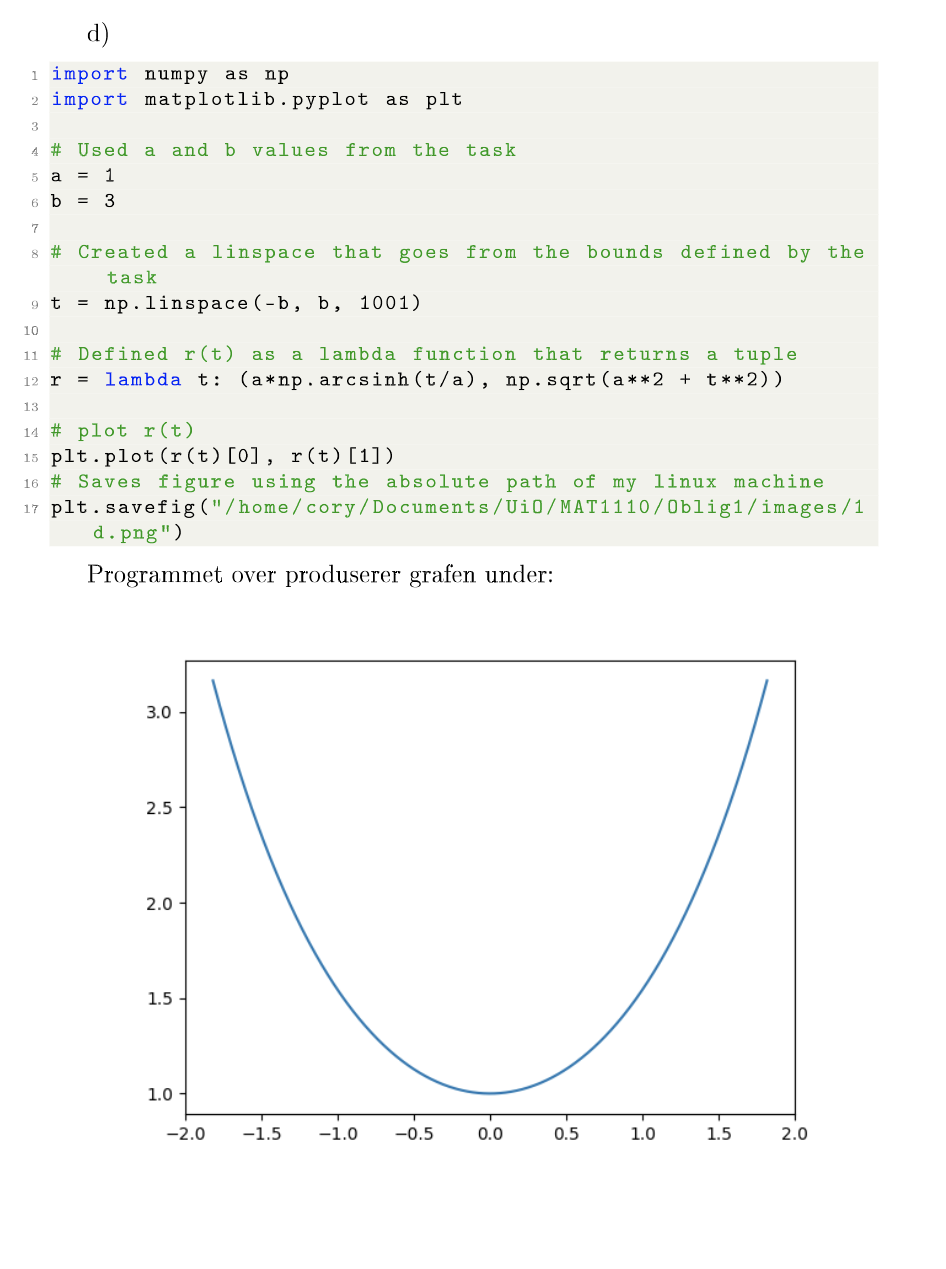 d)
1 import numpy as np
2 import matplotlib.pyplot as plt
3
4 # Used a and b values from the task
5 a = 1
6 b = 3
7
8 # Created a linspace that goes from the bounds defined by the
task
9 t = np.linspace(-b, b, 1001)
10
11 # Defined r(t) as a lambda function that returns a tuple
12 r = lambda t: (a*np.arcsinh(t/a), np.sqrt(a**2 + t**2))
13
14 # plot r(t)
15 plt.plot(r(t)[0], r(t)[1])
16 # Saves figure using the absolute path of my linux machine
17 plt.savefig("/home/cory/Documents/UiO/MAT1110/Oblig1/images/1
d.png")
Programmet over produserer grafen under:
3.0
2.5
2.0
1.5
1.0
−2.0 −1.5 −1.0 −0.5 0.0 0.5 1.0 1.5 2.0